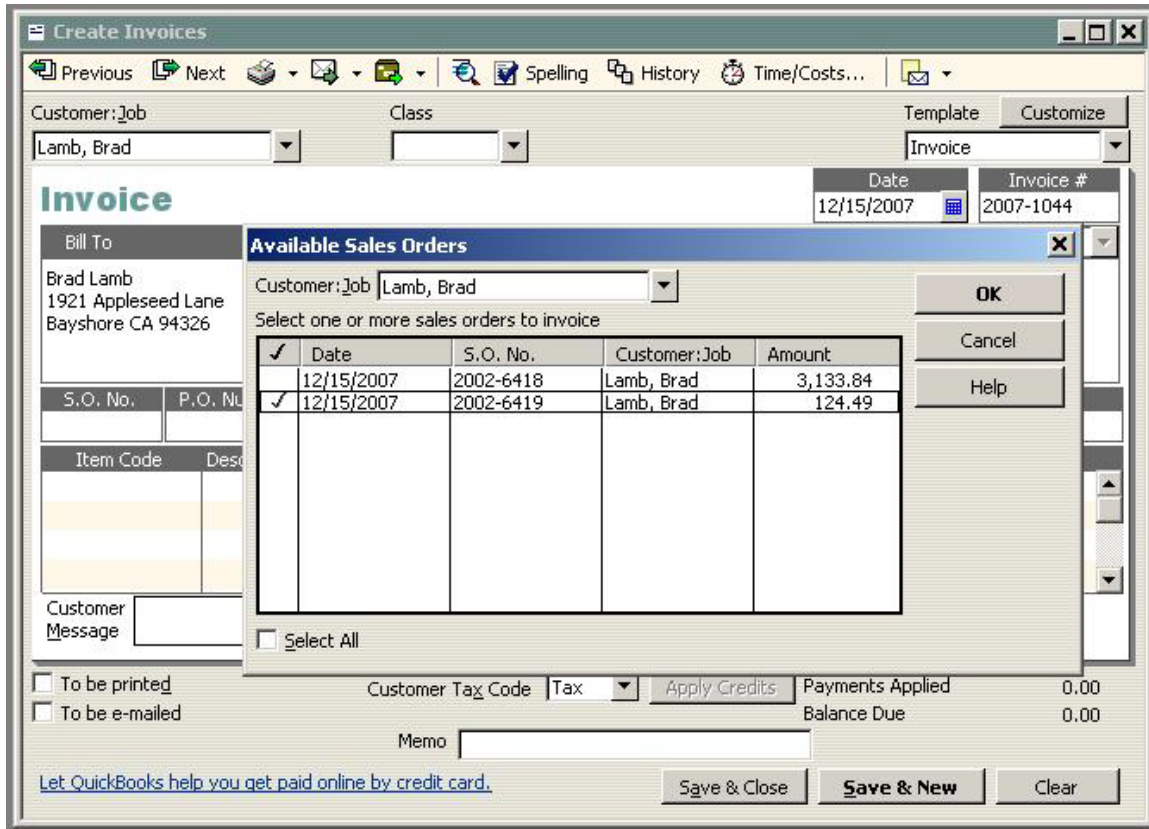 Create Invoices
Previous Next Spelling History Time/Costs...
Customer:Job Class Template Customize
Lamb, Brad Invoice
Invoice
Date Invoice #
12/15/2007 2007-1044
Bill To
Brad Lamb
1921 Appleseed Lane
Bayshore CA 94326
S.O. No. P.O. Nu
Item Code Desc
Available Sales Orders
Customer:Job Lamb, Brad
Select one or more sales orders to invoice
OK
Cancel
Help
✓ Date S.O. No. Customer:Job Amount
12/15/2007 2002-6418 Lamb, Brad 3,133.84
✓ 12/15/2007 2002-6419 Lamb, Brad 124.49
Select All
Customer
Message
To be printed Customer Tax Code Tax Apply Credits Payments Applied 0.00
To be e-mailed Balance Due 0.00
Memo
Let QuickBooks help you get paid online by credit card. Save & Close Save & New Clear